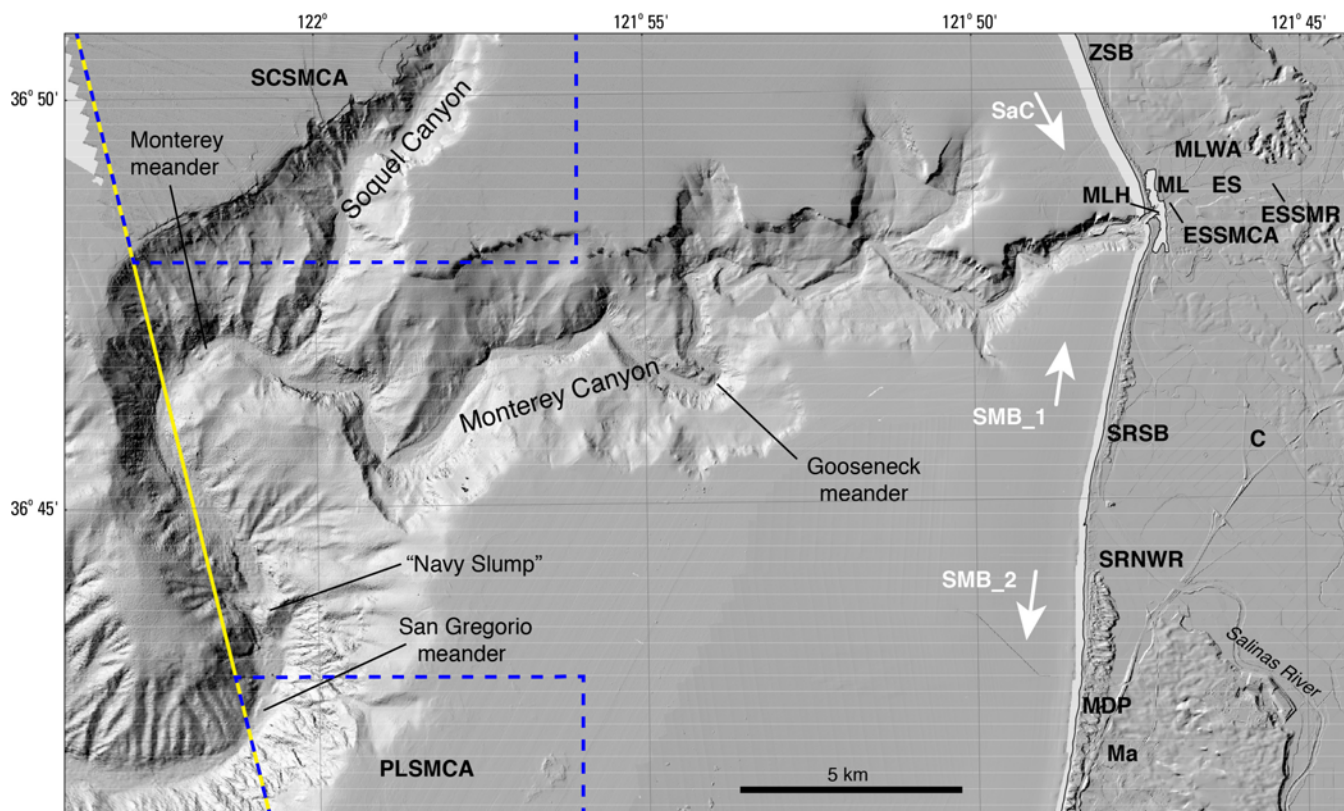 122°
121° 55'
121° 50'
121° 45'
ZSB
SCSMCA
36° 50'
SaC
Monterey
meander
Soquel Canyon
MLWA
ML
ES
MLH
ESSMR
ESSMCA
Monterey Canyon
SMB_1
SRSB
C
Gooseneck
meander
36° 45'
"Navy Slump"
SRNWR
SMB_2
San Gregorio
meander
Salinas River
MDP
Ma
PLSMCA
5 km